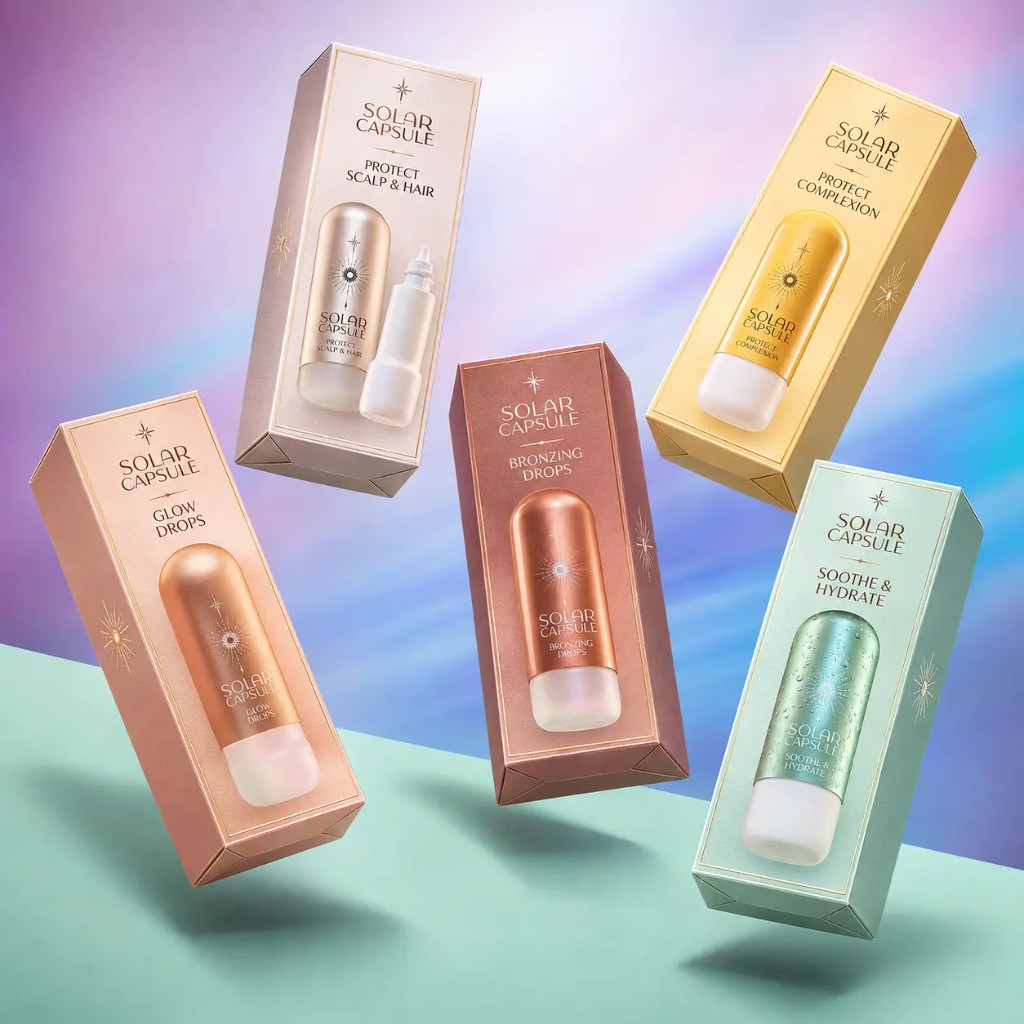 SOLAR
CAPSULE
PROTECT
SCALP & HAIR
SOLAR
CAPSULE
PROTECT
SCALP & HAIR
SOLAR
CAPSULE
PROTECT
COMPLEXION
SOLAR
CAPSULE
PROTECT
COMPLEXION
SOLAR
CAPSULE
GLOW
DROPS
SOLAR
CAPSULE
GLOW
DROPS
SOLAR
CAPSULE
BRONZING
DROPS
SOLAR
CAPSULE
BRONZING
DROPS
SOLAR
CAPSULE
SOOTHE &
HYDRATE
SOLAR
CAPSULE
SOOTHE &
HYDRATE